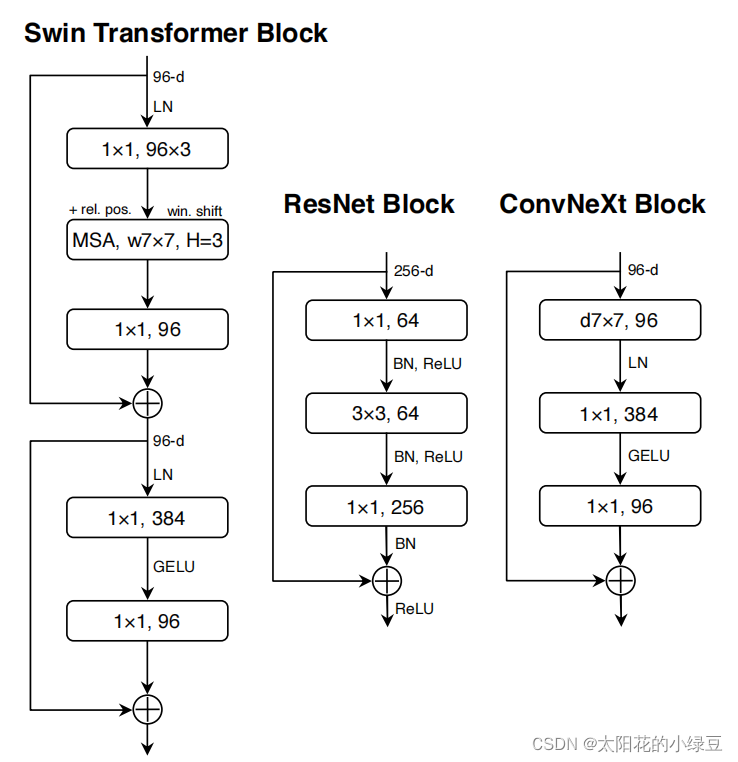 Swin Transformer Block
96-d
LN
1×1, 96×3
+ rel. pos.
win. shift
MSA, w7×7, H=3
1×1, 96
96-d
LN
1×1, 384
GELU
1×1, 96
ResNet Block
256-d
1×1, 64
BN, ReLU
3×3, 64
BN, ReLU
1×1, 256
BN
ReLU
ConvNeXt Block
96-d
d7×7, 96
LN
1×1, 384
GELU
1×1, 96
CSDN @太阳花的小绿豆